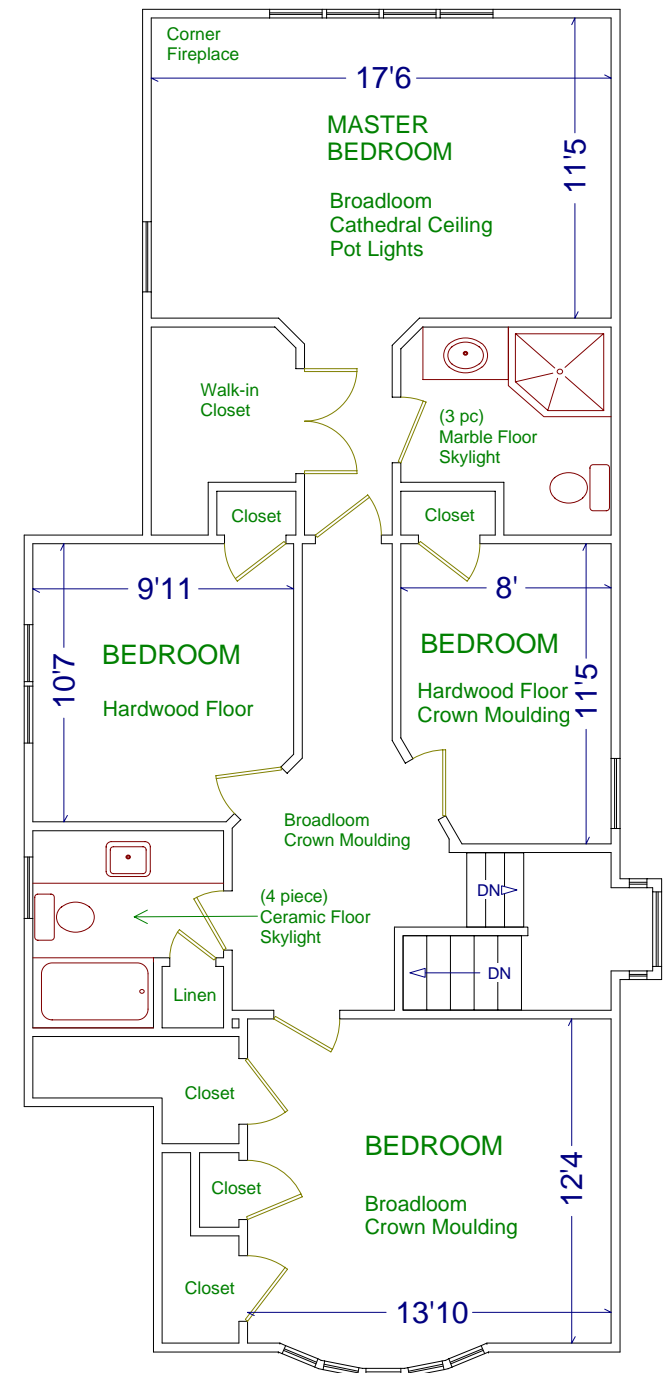 Corner
Fireplace
17'6
MASTER
BEDROOM
11'5
Broadloom
Cathedral Ceiling
Pot Lights
Walk-in
Closet
(3 pc)
Marble Floor
Skylight
Closet
Closet
9'11
8'
BEDROOM
10'7
Hardwood Floor
BEDROOM
Hardwood Floor
Crown Moulding
11'5
Broadloom
Crown Moulding
DN
(4 piece)
Ceramic Floor
Skylight
DN
Linen
Closet
BEDROOM
12'4
Closet
Broadloom
Crown Moulding
Closet
13'10